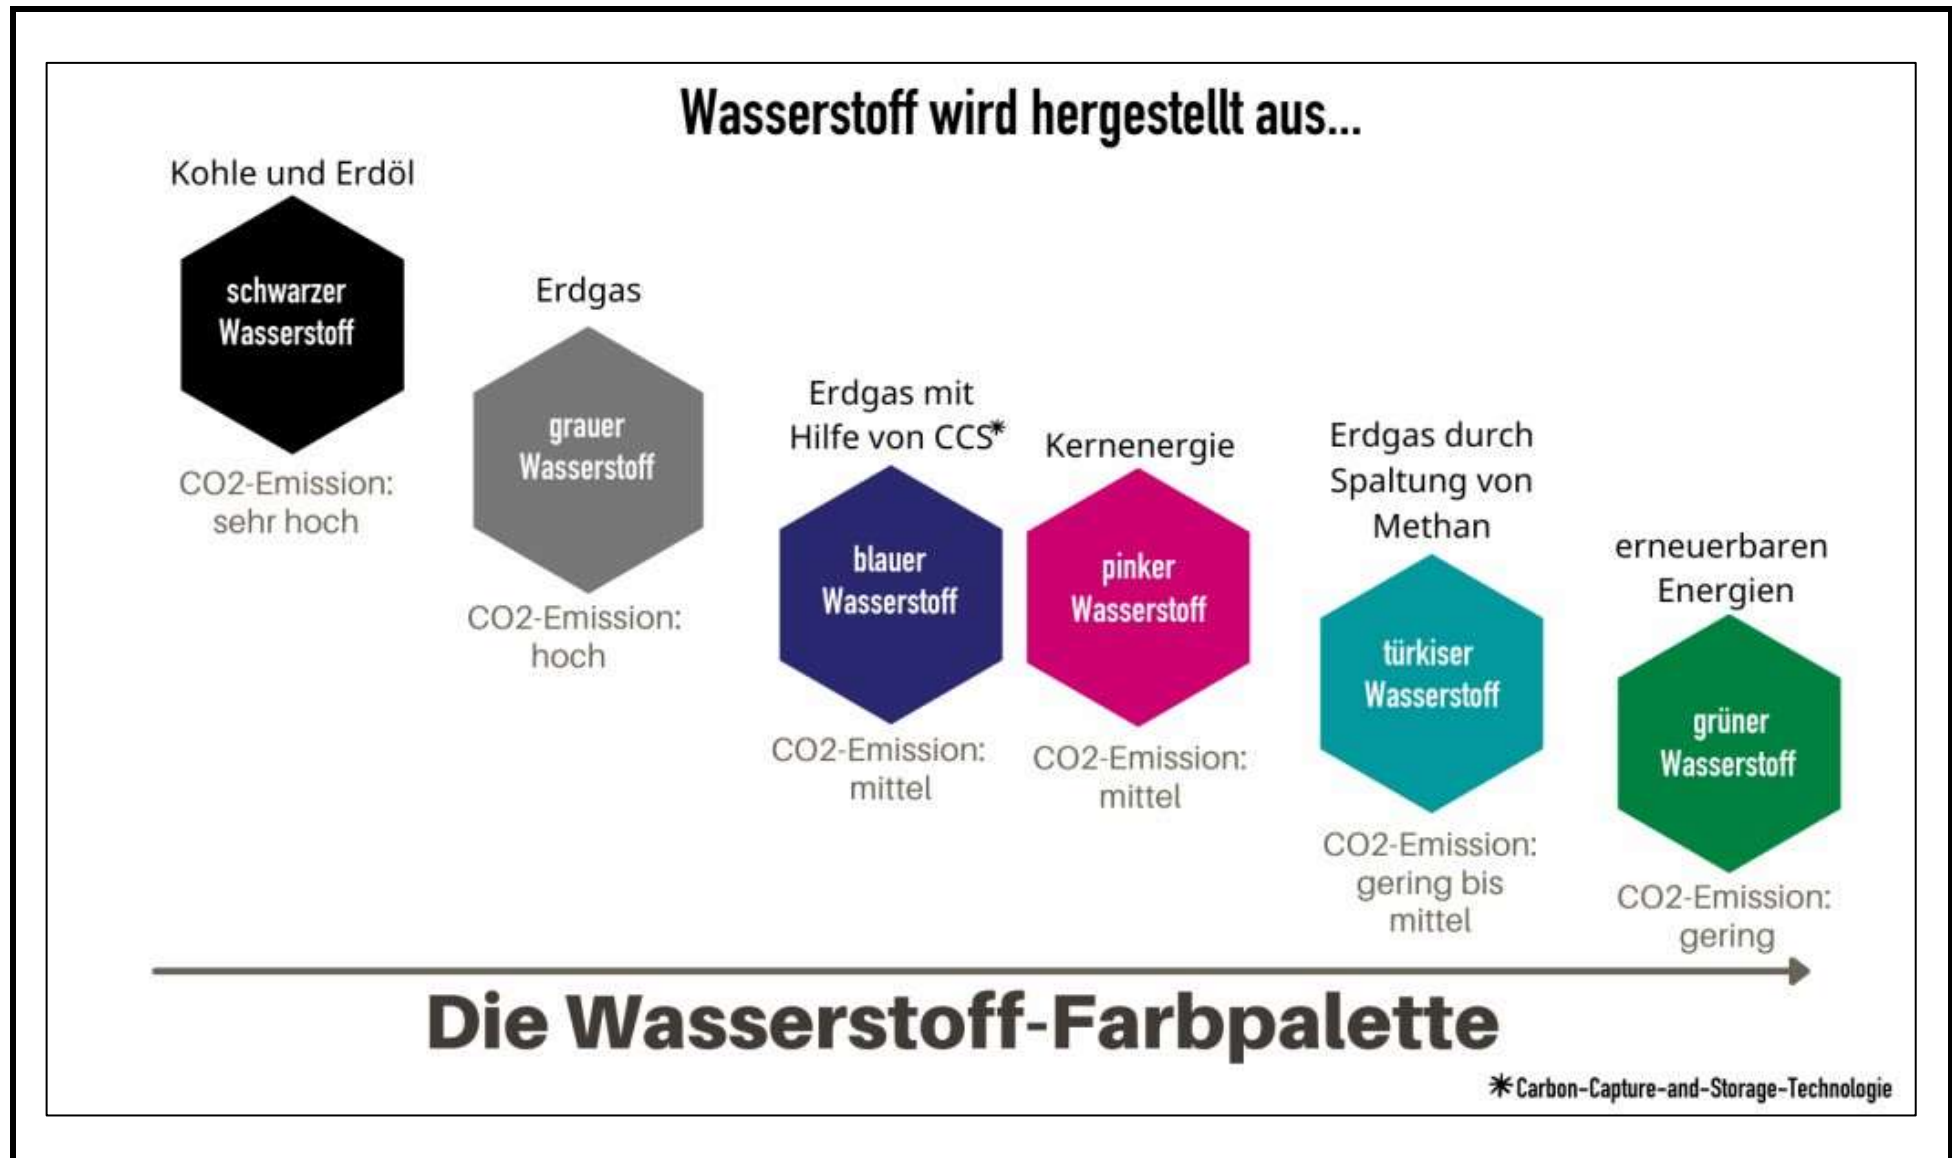 Wasserstoff wird hergestellt aus...
Kohle und Erdöl
schwarzer
Wasserstoff
CO2-Emission:
sehr hoch
Erdgas
grauer
Wasserstoff
CO2-Emission:
hoch
Erdgas mit
Hilfe von CCS*
blauer
Wasserstoff
CO2-Emission:
mittel
Kernenergie
pinker
Wasserstoff
CO2-Emission:
mittel
Erdgas durch
Spaltung von
Methan
türkiser
Wasserstoff
CO2-Emission:
gering bis
mittel
erneuerbaren
Energien
grüner
Wasserstoff
CO2-Emission:
gering
Die Wasserstoff-Farbpalette
*Carbon-Capture-and-Storage-Technologie